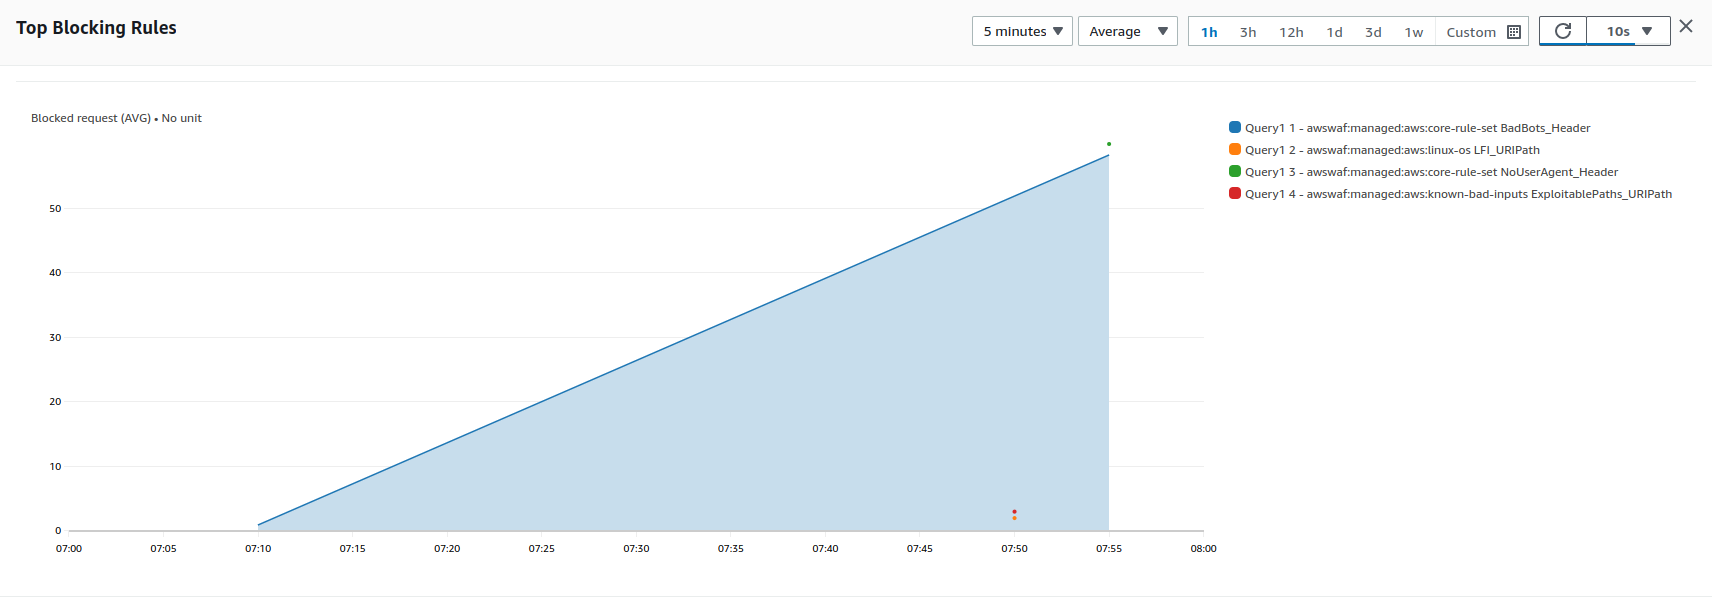 Top Blocking Rules
5 minutes Average 1h 3h 12h 1d 3d 1w Custom 10s
Blocked request (AVG) • No unit
Query1 1 - awswaf:managed:aws:core-rule-set BadBots_Header
Query1 2 - awswaf:managed:aws:linux-os LFI_URIPath
Query1 3 - awswaf:managed:aws:core-rule-set NoUserAgent_Header
Query1 4 - awswaf:managed:aws:known-bad-inputs ExploitablePaths_URIPath
50
40
30
20
10
0
07:00 07:05 07:10 07:15 07:20 07:25 07:30 07:35 07:40 07:45 07:50 07:55 08:00